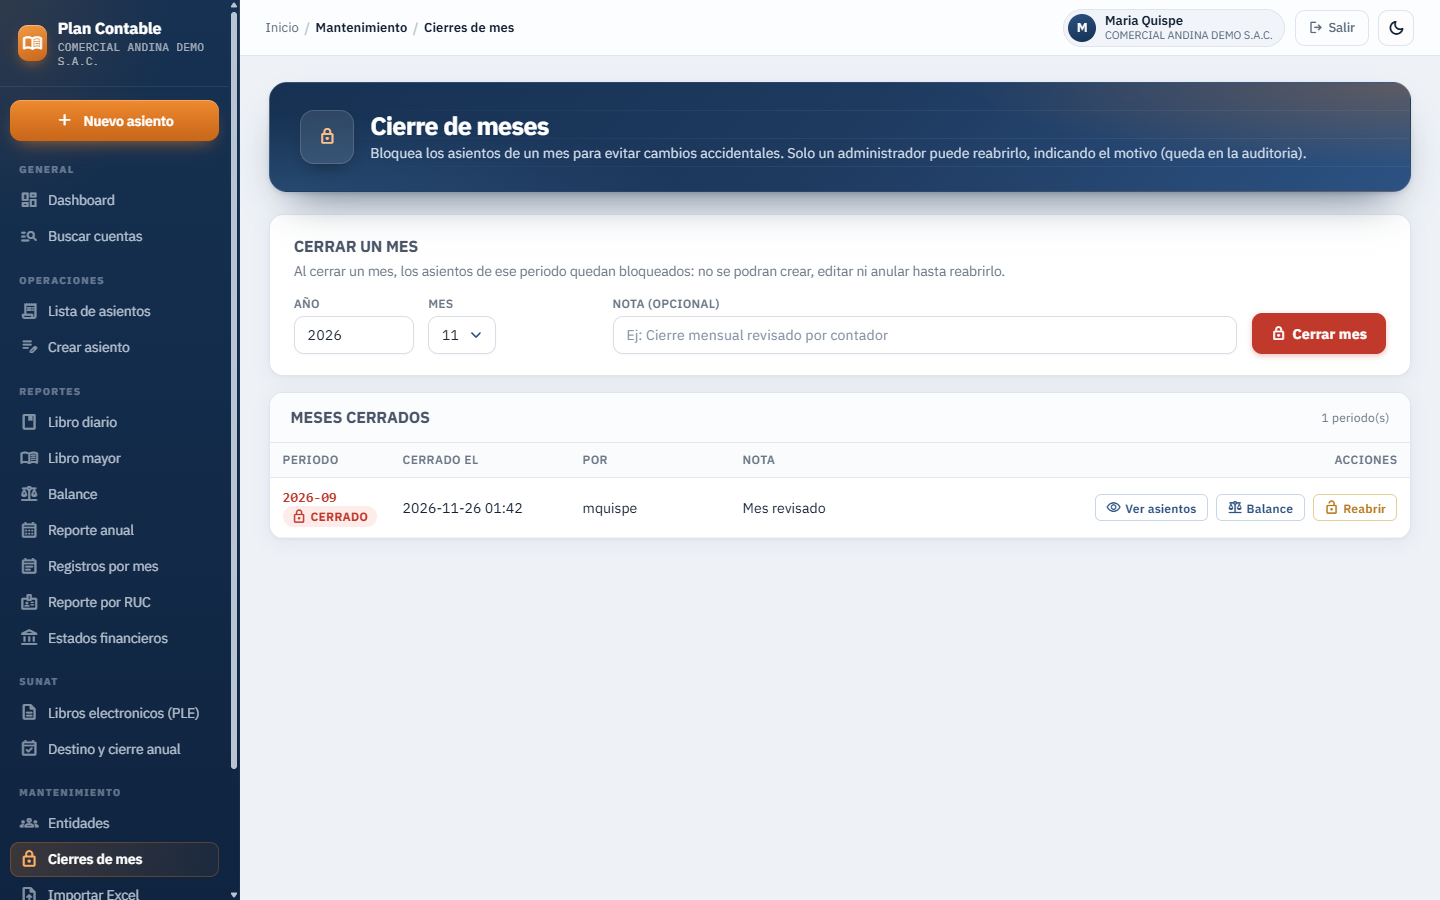 Plan Contable
COMERCIAL ANDINA DEMO
S.A.C.
Nuevo asiento
GENERAL
Dashboard
Buscar cuentas
OPERACIONES
Lista de asientos
Crear asiento
REPORTES
Libro diario
Libro mayor
Balance
Reporte anual
Registros por mes
Reporte por RUC
Estados financieros
SUNAT
Libros electronicos (PLE)
Destino y cierre anual
MANTENIMIENTO
Entidades
Cierres de mes
Importar Excel
Inicio / Mantenimiento / Cierres de mes
M
Maria Quispe
COMERCIAL ANDINA DEMO S.A.C.
Salir
Cierre de meses
Bloquea los asientos de un mes para evitar cambios accidentales. Solo un administrador puede reabrirlo, indicando el motivo (queda en la auditoria).
CERRAR UN MES
Al cerrar un mes, los asientos de ese periodo quedan bloqueados: no se podran crear, editar ni anular hasta reabrirlo.
AÑO MES NOTA (OPCIONAL)
2026 11 Ej: Cierre mensual revisado por contador Cerrar mes
MESES CERRADOS 1 periodo(s)
PERIODO CERRADO EL POR NOTA ACCIONES
2026-09
CERRADO
2026-11-26 01:42 mquispe Mes revisado Ver asientos Balance Reabrir